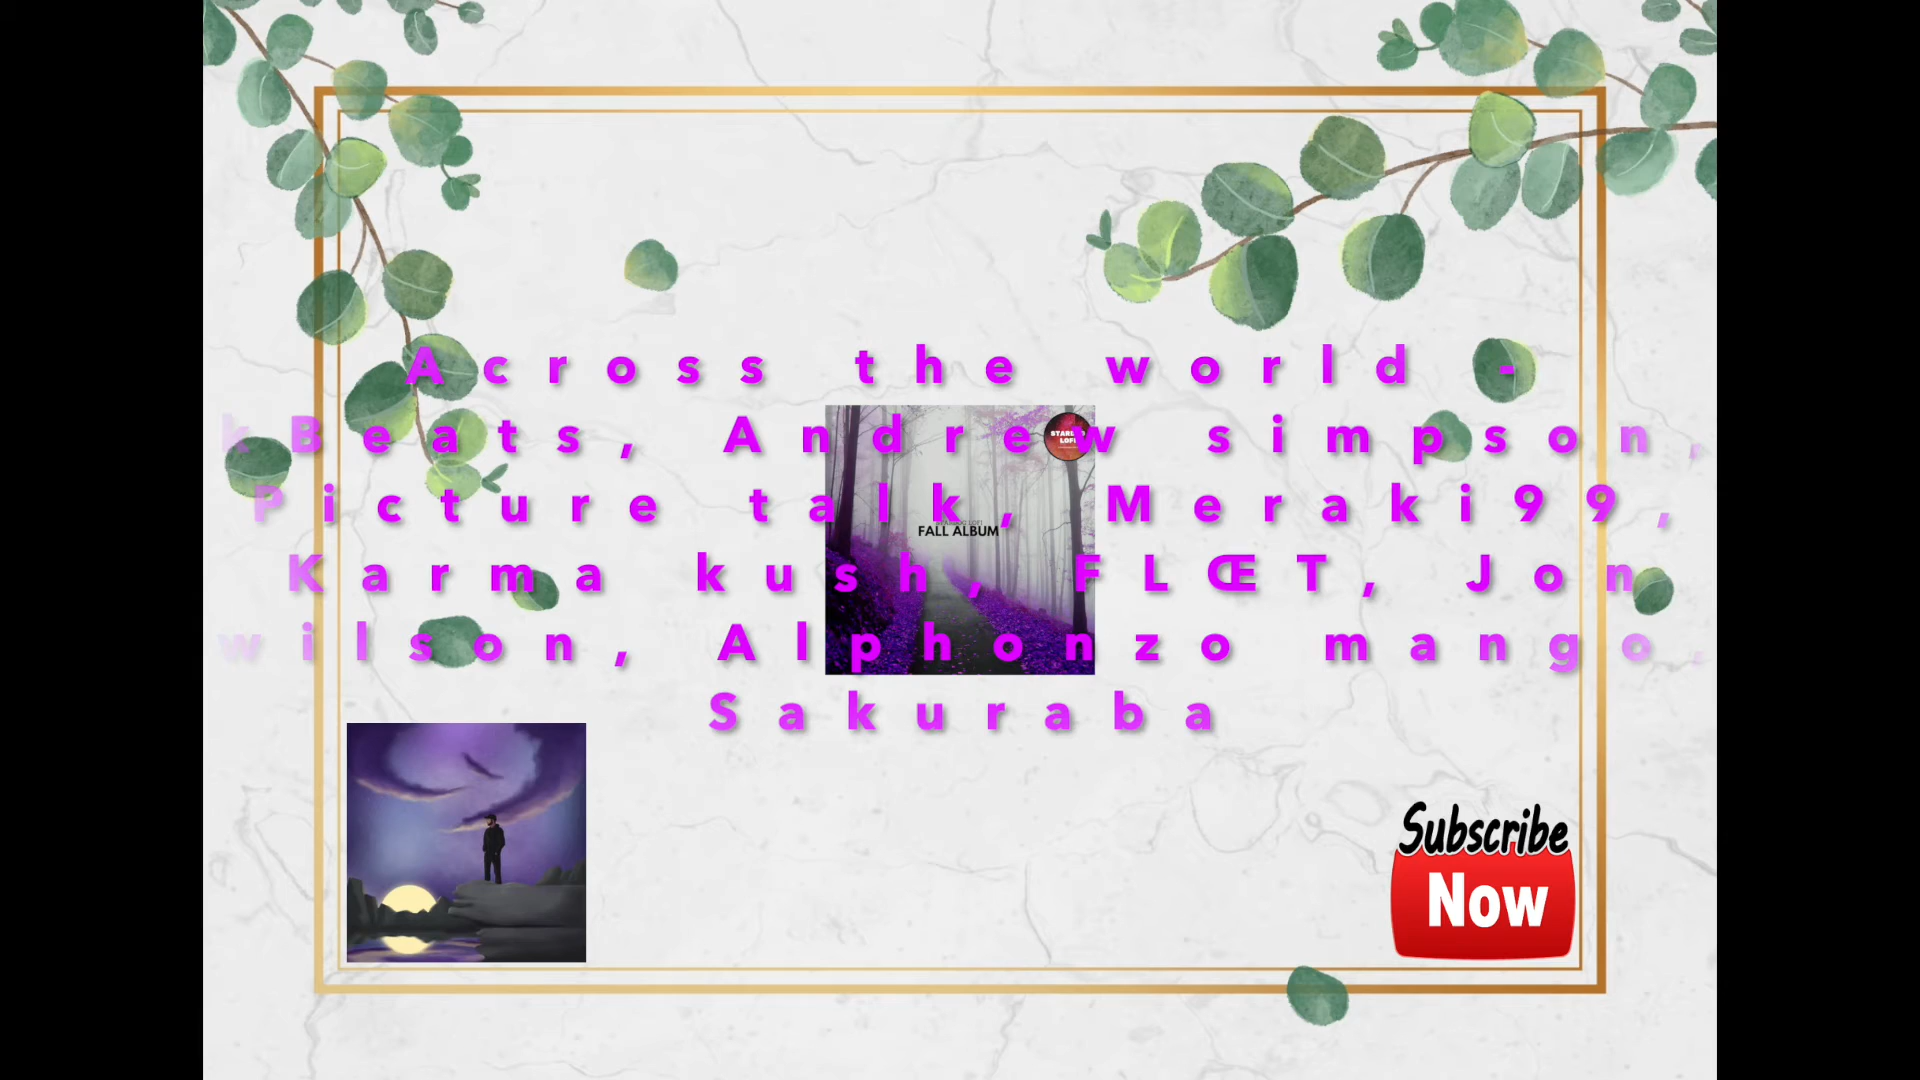 Across the world -
kBeats, Andrew simpson,
Picture talk, Meraki99,
Karma kush, FLŒT, Jon
wilson, Alphonzo mango,
Sakuraba
FALL ALBUM
Subscribe
Now